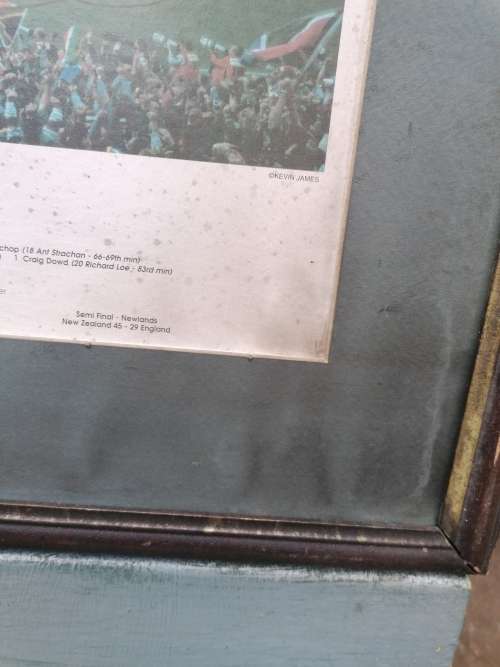 ©KEVIN JAMES
chop (16 Ant Strachan - 66-69th min)
1 Craig Dowd (20 Richard Loe - 83rd min)
Semi Final - Newlands
New Zealand 45 - 29 England